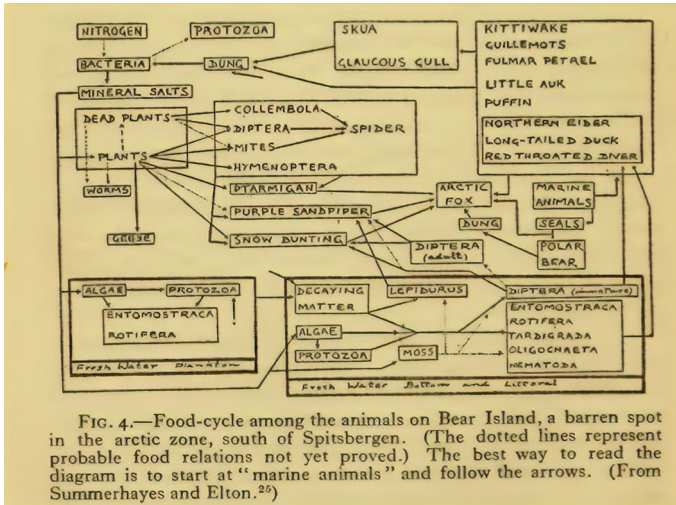 NITROGEN
PROTOZOA
BACTERIA
DUNG
MINERAL SALTS
SKUA
GLAUCOUS GULL
KITTIWAKE
GUILLEMOTS
FULMAR PETREL
LITTLE AUK
PUFFIN
NORTHERN EIDER
LONG-TAILED DUCK
RED THROATED DIVER
DEAD PLANTS
PLANTS
WORMS
GEESE
COLLEMBOLA
DIPTERA
MITES
HYMENOPTERA
SPIDER
PTARMIGAN
PURPLE SANDPIPER
SNOW BUNTING
ARCTIC
FOX
MARINE
ANIMALS
DUNG
SEALS
POLAR
BEAR
DIPTERA
(adult)
ALGAE
PROTOZOA
ENTOMOSTRACA
ROTIFERA
Fresh Water Plankton
DECAYING
MATTER
LEPIDURUS
DIPTERA (immature)
ALGAE
PROTOZOA
MOSS
ENTOMOSTRACA
ROTIFERA
TARDIGRADA
OLIGOCHAETA
NEMATODA
Fresh Water Bottom and Littoral
FIG. 4.—Food-cycle among the animals on Bear Island, a barren spot
in the arctic zone, south of Spitsbergen. (The dotted lines represent
probable food relations not yet proved.) The best way to read the
diagram is to start at "marine animals" and follow the arrows. (From
Summerhayes and Elton.²⁵)